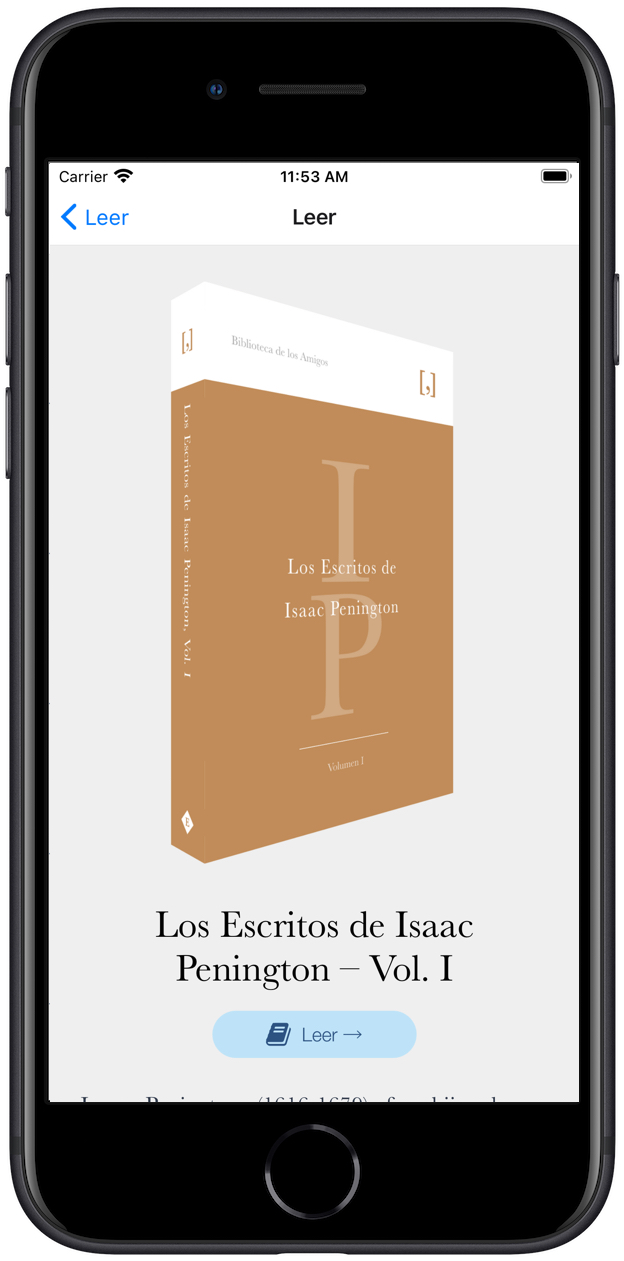 Carrier 11:53 AM
Leer Leer
[,] Biblioteca de los Amigos [,]
Los Escritos de Isaac Penington, Vol. I
I
P
Los Escritos de
Isaac Penington
Volumen I
E
Los Escritos de Isaac
Penington – Vol. I
Leer →